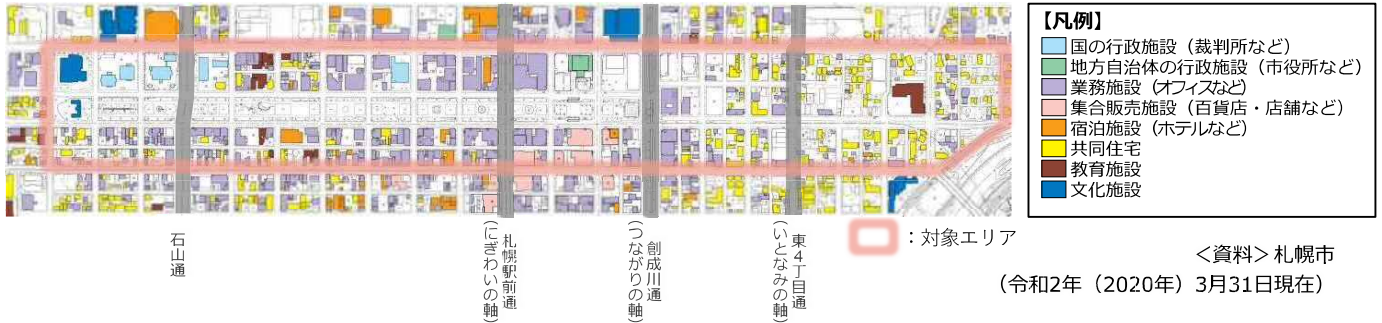 【凡例】
国の行政施設（裁判所など）
地方自治体の行政施設（市役所など）
業務施設（オフィスなど）
集合販売施設（百貨店・店舗など）
宿泊施設（ホテルなど）
共同住宅
教育施設
文化施設
石山通
札幌駅前通
（にぎわいの軸）
創成川通
（つながりの軸）
東４丁目通
（いとなみの軸）
：対象エリア
＜資料＞札幌市
（令和2年（2020年）3月31日現在）